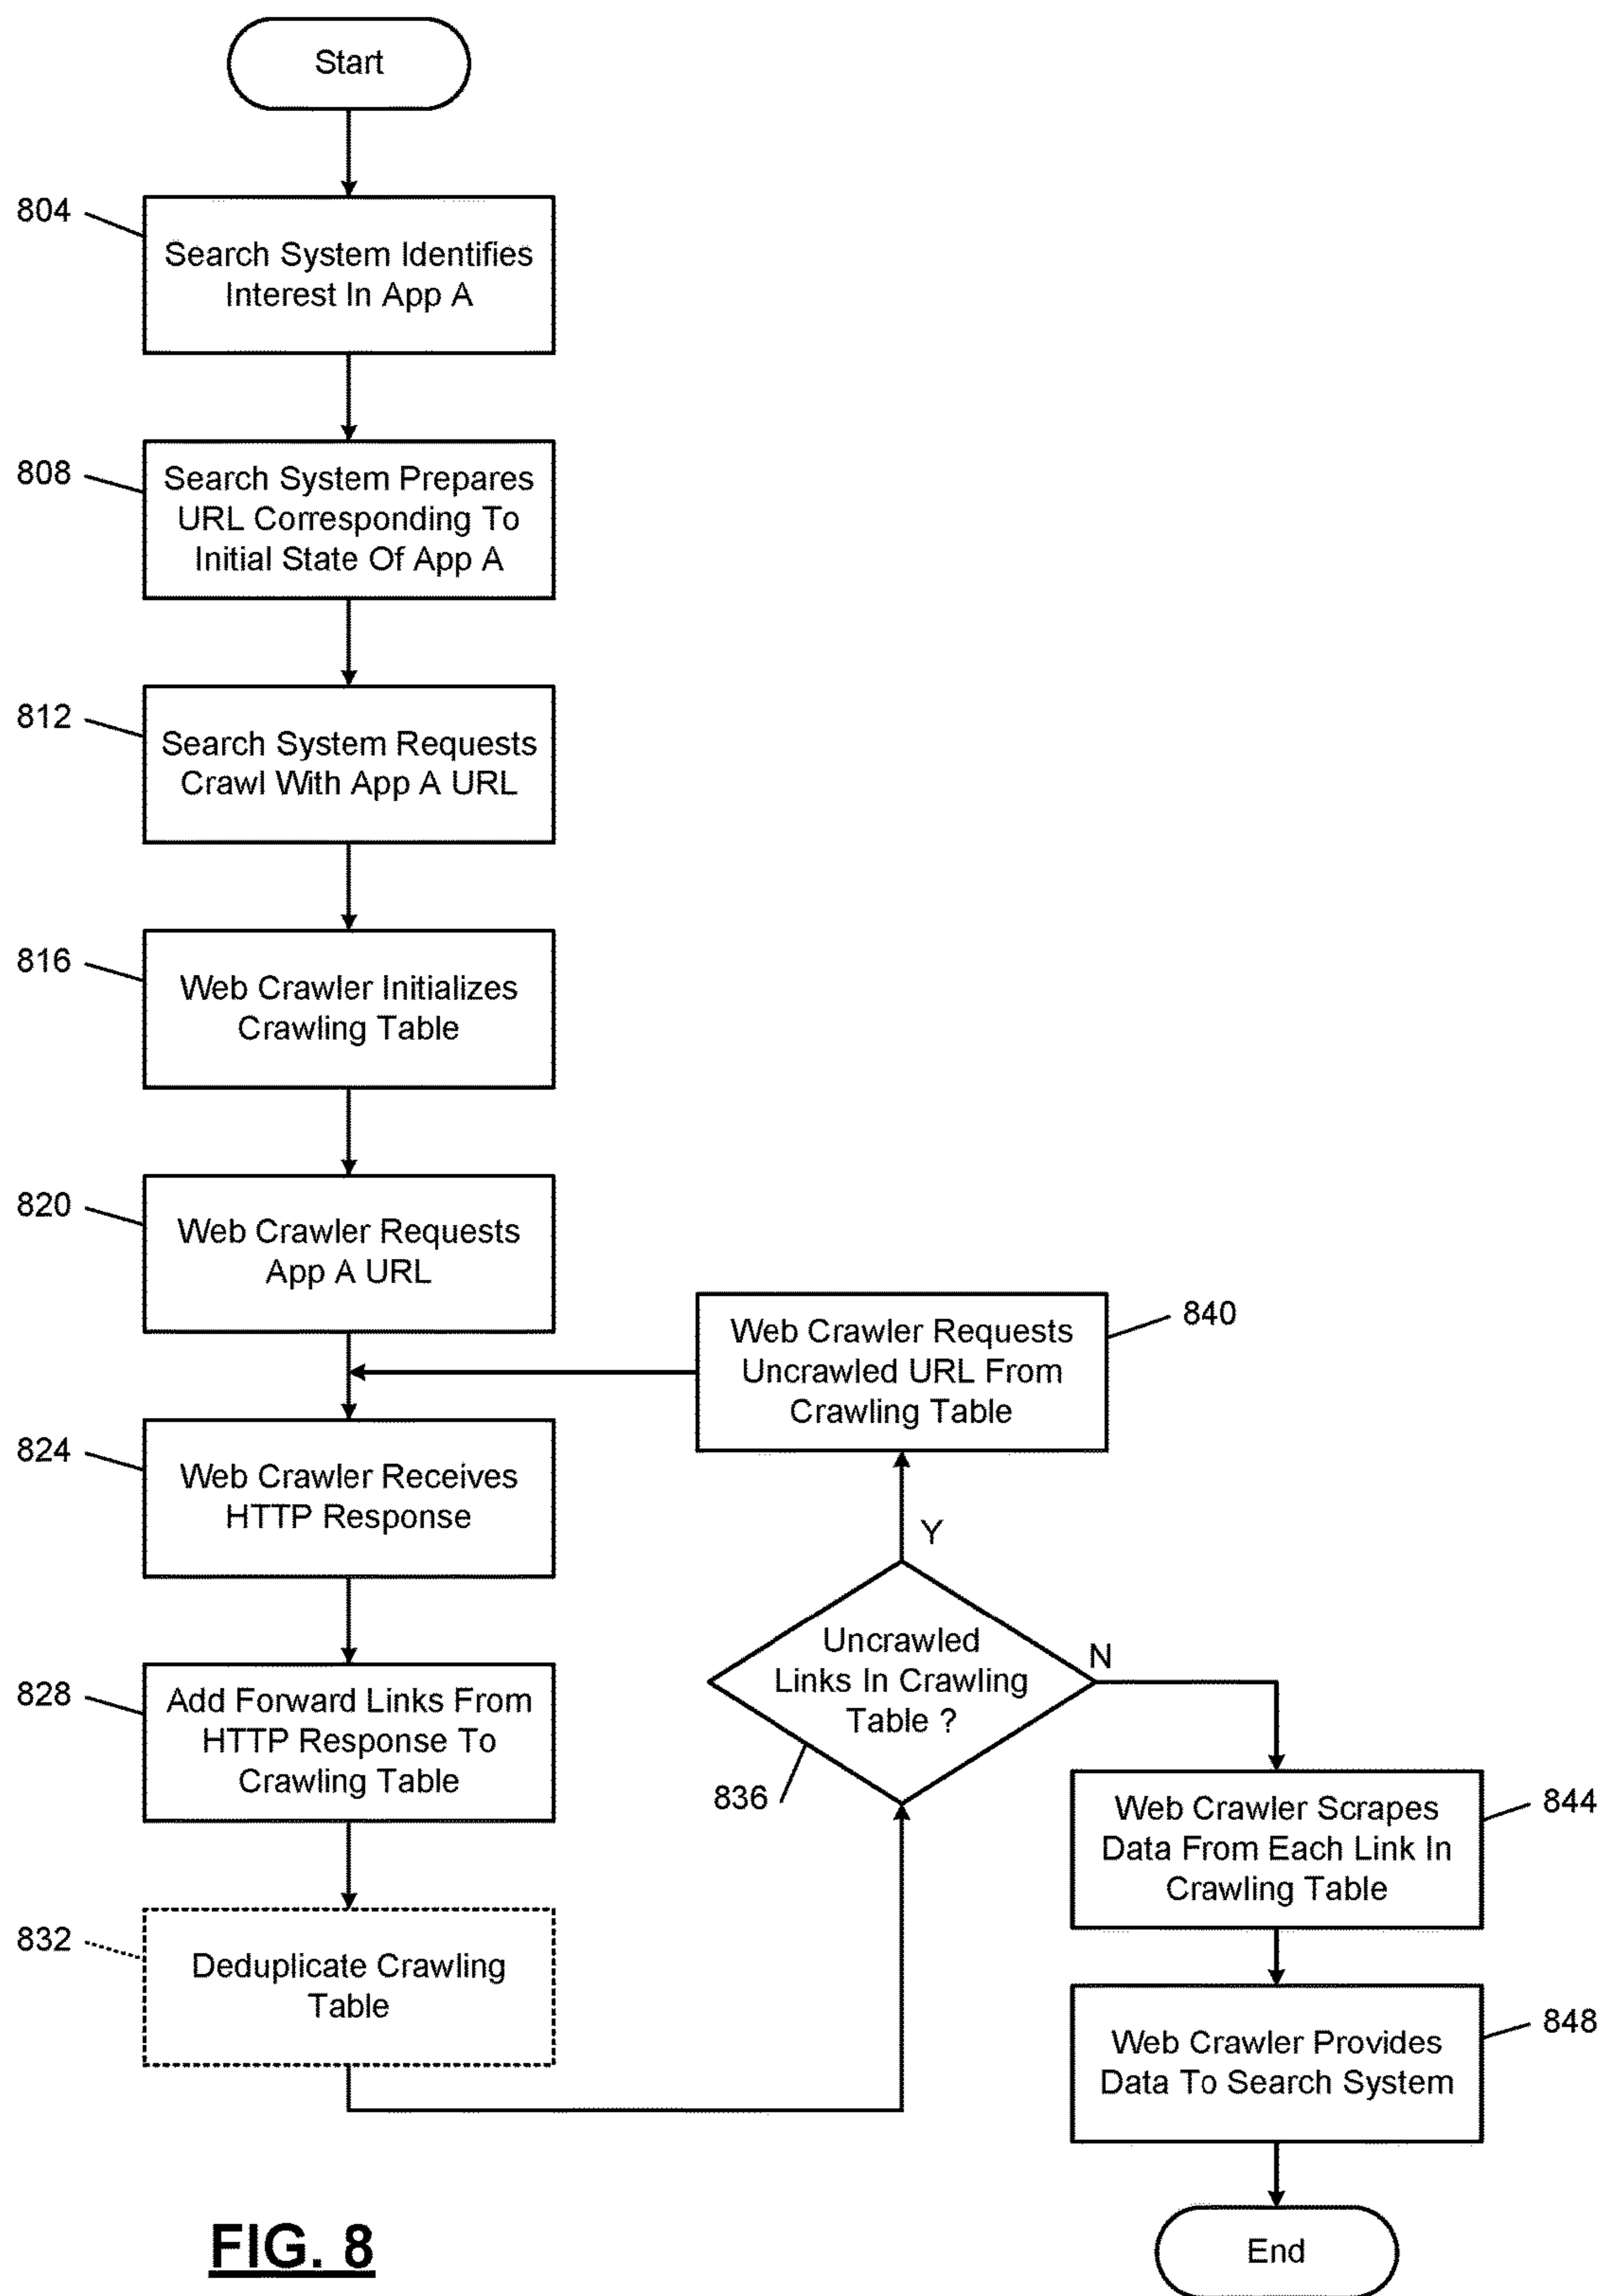 Start
804
Search System Identifies
Interest In App A
808
Search System Prepares
URL Corresponding To
Initial State Of App A
812
Search System Requests
Crawl With App A URL
816
Web Crawler Initializes
Crawling Table
820
Web Crawler Requests
App A URL
840
Web Crawler Requests
Uncrawled URL From
Crawling Table
824
Web Crawler Receives
HTTP Response
Y
828
Add Forward Links From
HTTP Response To
Crawling Table
Uncrawled
Links In Crawling
Table ?
N
836
844
Web Crawler Scrapes
Data From Each Link In
Crawling Table
832
Deduplicate Crawling
Table
848
Web Crawler Provides
Data To Search System
End
FIG. 8